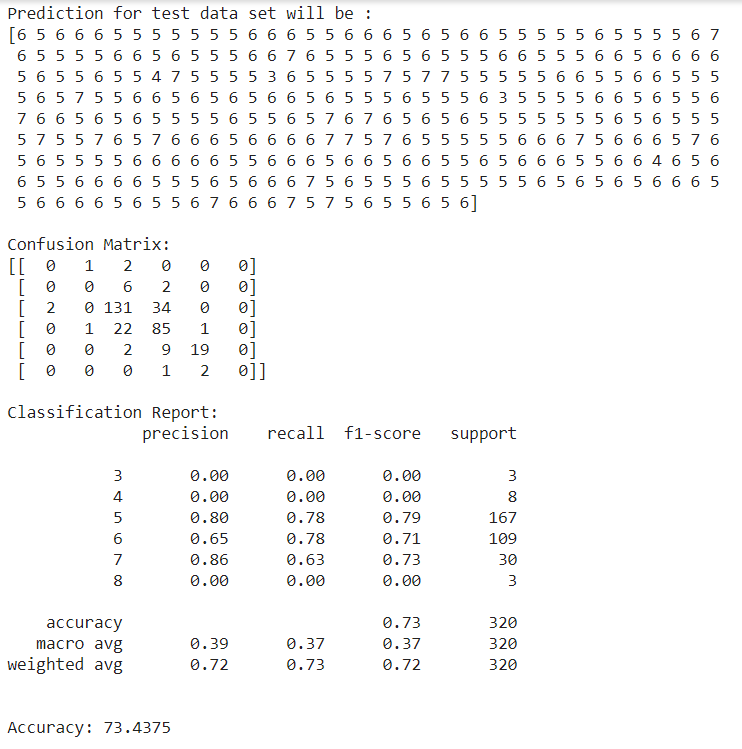 Prediction for test data set will be :
[6 5 6 6 6 5 5 5 5 5 5 5 6 6 6 5 5 6 6 6 5 6 5 6 6 5 5 5 5 5 6 5 5 5 5 6 7
6 5 5 5 5 6 6 5 6 5 5 5 6 6 7 6 5 5 5 6 5 6 5 5 5 6 6 5 5 5 6 6 5 6 6 6 6
5 6 5 5 6 5 5 4 7 5 5 5 5 3 6 5 5 5 5 7 5 7 7 5 5 5 5 5 6 6 5 5 6 6 5 5 5
5 6 5 7 5 5 6 6 5 6 5 6 5 6 6 5 6 5 5 5 6 5 5 5 6 3 5 5 5 5 6 6 5 6 5 5 6
7 6 6 5 6 5 6 5 5 5 5 6 5 5 6 5 7 6 7 6 5 6 5 6 5 5 5 5 5 5 5 6 5 6 5 5 5
5 7 5 5 7 6 5 7 6 6 6 5 6 6 6 6 7 7 5 7 6 5 5 5 5 5 6 6 6 7 5 6 6 6 5 7 6
5 6 5 5 5 5 6 6 6 6 6 5 5 6 6 6 5 6 6 5 6 6 5 5 6 5 6 6 6 5 5 6 6 4 6 5 6
6 5 5 6 6 6 6 5 5 5 6 5 6 6 6 7 5 6 5 5 5 6 5 5 5 5 5 6 5 6 5 6 5 6 6 6 5
5 6 6 6 6 5 6 5 5 6 7 6 6 6 7 5 7 5 6 5 5 6 5 6]
Confusion Matrix:
[[ 0 1 2 0 0 0]
[ 0 0 6 2 0 0]
[ 2 0 131 34 0 0]
[ 0 1 22 85 1 0]
[ 0 0 2 9 19 0]
[ 0 0 0 1 2 0]]
Classification Report:
precision recall f1-score support
3 0.00 0.00 0.00 3
4 0.00 0.00 0.00 8
5 0.80 0.78 0.79 167
6 0.65 0.78 0.71 109
7 0.86 0.63 0.73 30
8 0.00 0.00 0.00 3
accuracy 0.73 320
macro avg 0.39 0.37 0.37 320
weighted avg 0.72 0.73 0.72 320
Accuracy: 73.4375